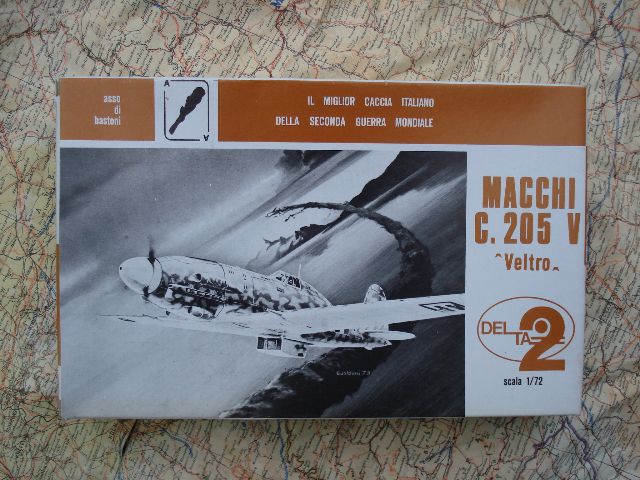 asso
di
bastoni
A
A
IL MIGLIOR CACCIA ITALIANO
DELLA SECONDA GUERRA MONDIALE
MACCHI
C. 205 V
"Veltro"
DELTA 2
scala 1/72